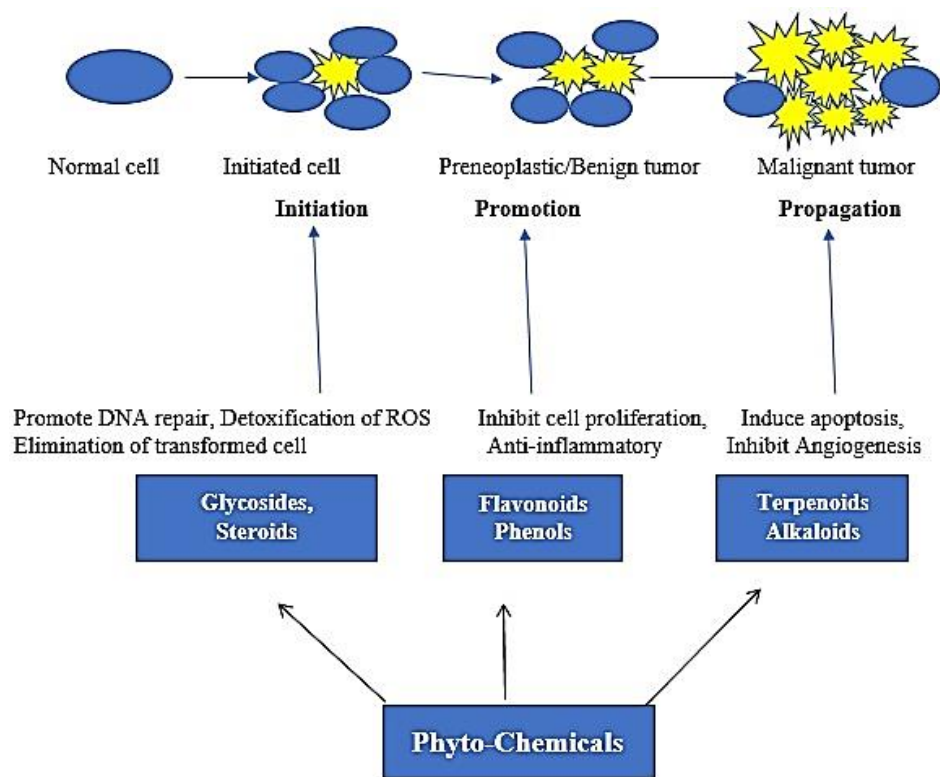 Normal cell
Initiated cell
Preneoplastic/Benign tumor
Malignant tumor
Initiation
Promotion
Propagation
Promote DNA repair, Detoxification of ROS
Elimination of transformed cell
Inhibit cell proliferation,
Anti-inflammatory
Induce apoptosis,
Inhibit Angiogenesis
Glycosides,
Steroids
Flavonoids
Phenols
Terpenoids
Alkaloids
Phyto-Chemicals